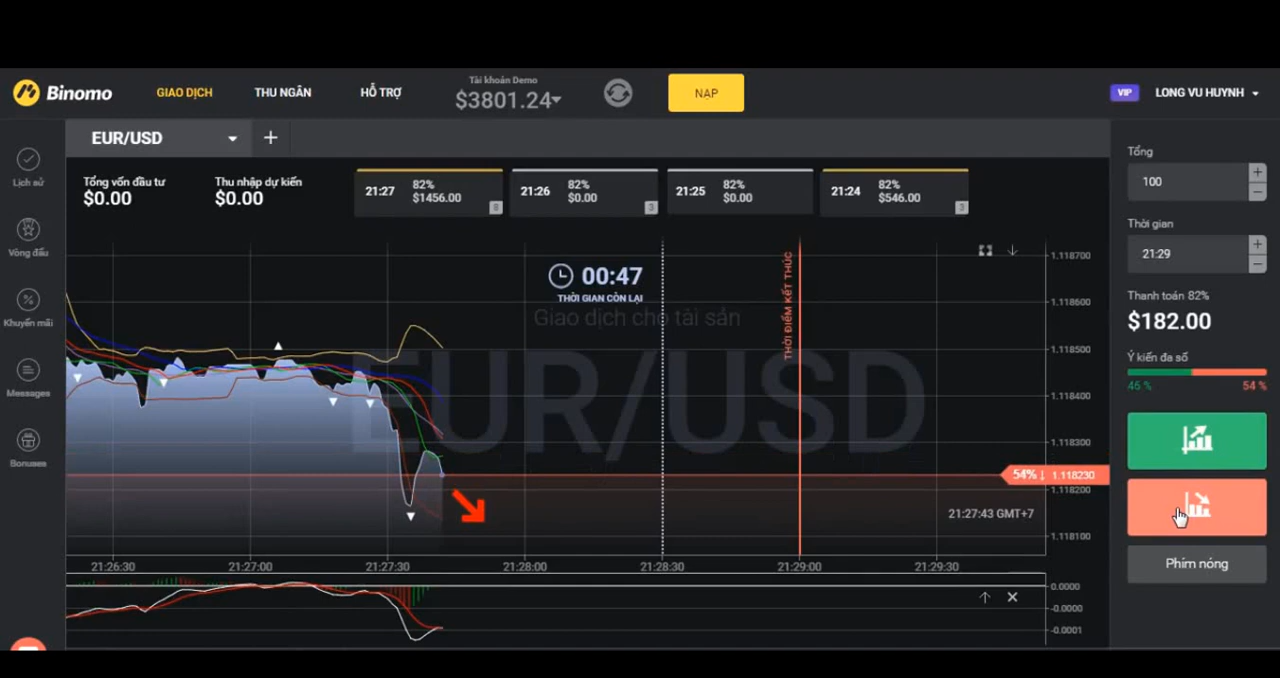 Binomo
GIAO DỊCH
THU NGÂN
HỖ TRỢ
Tài khoản Demo
$3801.24
NẠP
VIP
LONG VU HUYNH
EUR/USD
+
Lịch sử
Vòng đấu
Khuyến mãi
Messages
Bonuses
Tổng vốn đầu tư
$0.00
Thu nhập dự kiến
$0.00
21:27
82%
$1456.00
8
21:26
82%
$0.00
3
21:25
82%
$0.00
21:24
82%
$546.00
3
00:47
THỜI GIAN CÒN LẠI
Giao dịch cho tài sản
EUR/USD
THỜI ĐIỂM KẾT THÚC
1.118700
1.118600
1.118500
1.118400
1.118300
54% ↓ 1.118230
1.118200
1.118100
21:27:43 GMT+7
21:26:30
21:27:00
21:27:30
21:28:00
21:28:30
21:29:00
21:29:30
0.0000
-0.0000
-0.0001
Tổng
100
Thời gian
21:29
Thanh toán 82%
$182.00
Ý kiến đa số
46 %
54 %
Phím nóng